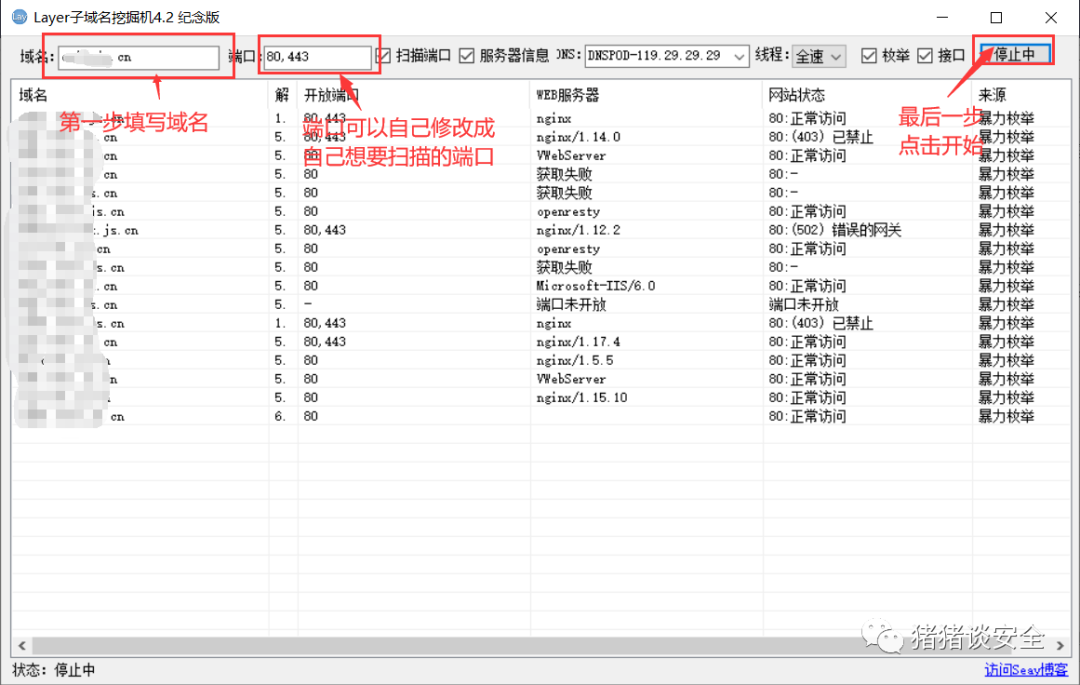 Layer子域名挖掘机4.2 纪念版
域名: .cn 端口: 80,443 扫描端口 服务器信息 DNS: DNSPOD-119.29.29.29 线程: 全速 枚举 接口 停止中
第一步填写域名
端口可以自己修改成
自己想要扫描的端口
最后一步
点击开始
域名 解 开放端口 WEB服务器 网站状态 来源
1. 80,443 nginx 80:正常访问 暴力枚举
.cn 5. 80,443 nginx/1.14.0 80:(403) 已禁止 暴力枚举
.cn 5. 80 VWebServer 80:正常访问 暴力枚举
.cn 5. 80 获取失败 80:- 暴力枚举
s.cn 5. 80 获取失败 80:- 暴力枚举
is.cn 5. 80 openresty 80:正常访问 暴力枚举
.js.cn 5. 80,443 nginx/1.12.2 80:(502) 错误的网关 暴力枚举
.cn 5. 80 openresty 80:正常访问 暴力枚举
s.cn 5. 80 获取失败 80:- 暴力枚举
.cn 5. 80 Microsoft-IIS/6.0 80:正常访问 暴力枚举
s.cn 5. - 端口未开放 端口未开放 暴力枚举
s.cn 1. 80,443 nginx 80:(403) 已禁止 暴力枚举
.cn 5. 80,443 nginx/1.17.4 80:正常访问 暴力枚举
5. 80 nginx/1.5.5 80:正常访问 暴力枚举
5. 80 VWebServer 80:正常访问 暴力枚举
5. 80 nginx/1.15.10 80:正常访问 暴力枚举
.cn 6. 80 80:正常访问 暴力枚举
猪猪谈安全
状态: 停止中 访问Seay博客